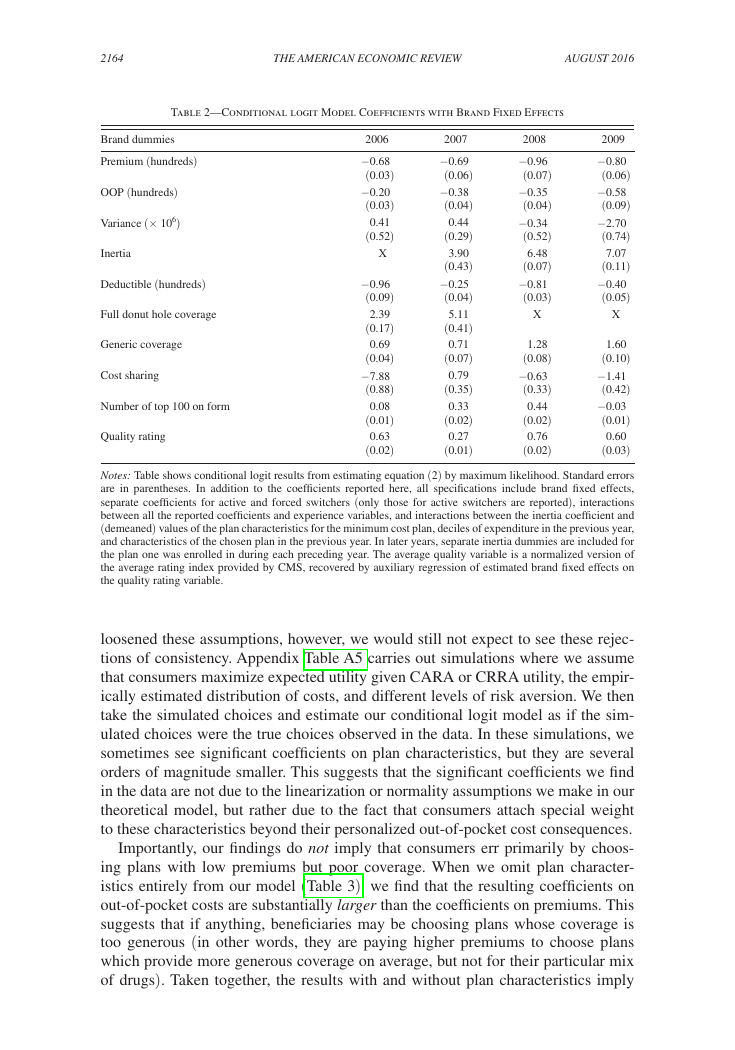 2164 THE AMERICAN ECONOMIC REVIEW AUGUST 2016
Table 2—Conditional logit Model Coefficients with Brand Fixed Effects
Brand dummies 2006 2007 2008 2009
Premium (hundreds) −0.68 −0.69 −0.96 −0.80
(0.03) (0.06) (0.07) (0.06)
OOP (hundreds) −0.20 −0.38 −0.35 −0.58
(0.03) (0.04) (0.04) (0.09)
Variance (× 10⁶) 0.41 0.44 −0.34 −2.70
(0.52) (0.29) (0.52) (0.74)
Inertia X 3.90 6.48 7.07
(0.43) (0.07) (0.11)
Deductible (hundreds) −0.96 −0.25 −0.81 −0.40
(0.09) (0.04) (0.03) (0.05)
Full donut hole coverage 2.39 5.11 X X
(0.17) (0.41)
Generic coverage 0.69 0.71 1.28 1.60
(0.04) (0.07) (0.08) (0.10)
Cost sharing −7.88 0.79 −0.63 −1.41
(0.88) (0.35) (0.33) (0.42)
Number of top 100 on form 0.08 0.33 0.44 −0.03
(0.01) (0.02) (0.02) (0.01)
Quality rating 0.63 0.27 0.76 0.60
(0.02) (0.01) (0.02) (0.03)
Notes: Table shows conditional logit results from estimating equation (2) by maximum likelihood. Standard errors
are in parentheses. In addition to the coefficients reported here, all specifications include brand fixed effects,
separate coefficients for active and forced switchers (only those for active switchers are reported), interactions
between all the reported coefficients and experience variables, and interactions between the inertia coefficient and
(demeaned) values of the plan characteristics for the minimum cost plan, deciles of expenditure in the previous year,
and characteristics of the chosen plan in the previous year. In later years, separate inertia dummies are included for
the plan one was enrolled in during each preceding year. The average quality variable is a normalized version of
the average rating index provided by CMS, recovered by auxiliary regression of estimated brand fixed effects on
the quality rating variable.
loosened these assumptions, however, we would still not expect to see these rejec-
tions of consistency. Appendix Table A5 carries out simulations where we assume
that consumers maximize expected utility given CARA or CRRA utility, the empir-
ically estimated distribution of costs, and different levels of risk aversion. We then
take the simulated choices and estimate our conditional logit model as if the sim-
ulated choices were the true choices observed in the data. In these simulations, we
sometimes see significant coefficients on plan characteristics, but they are several
orders of magnitude smaller. This suggests that the significant coefficients we find
in the data are not due to the linearization or normality assumptions we make in our
theoretical model, but rather due to the fact that consumers attach special weight
to these characteristics beyond their personalized out-of-pocket cost consequences.
Importantly, our findings do not imply that consumers err primarily by choos-
ing plans with low premiums but poor coverage. When we omit plan character-
istics entirely from our model (Table 3) we find that the resulting coefficients on
out-of-pocket costs are substantially larger than the coefficients on premiums. This
suggests that if anything, beneficiaries may be choosing plans whose coverage is
too generous (in other words, they are paying higher premiums to choose plans
which provide more generous coverage on average, but not for their particular mix
of drugs). Taken together, the results with and without plan characteristics imply